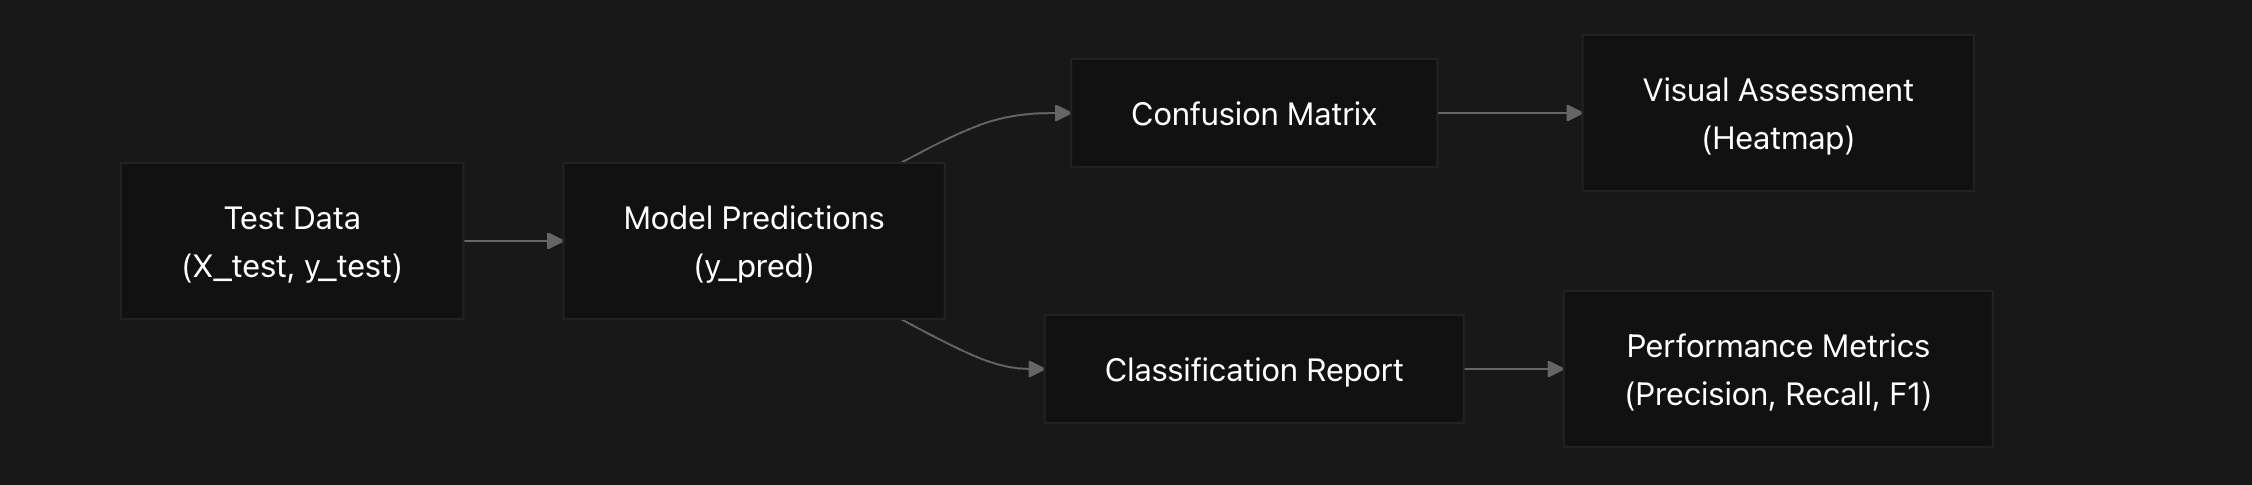 Test Data
(X_test, y_test)
Model Predictions
(y_pred)
Confusion Matrix
Visual Assessment
(Heatmap)
Classification Report
Performance Metrics
(Precision, Recall, F1)